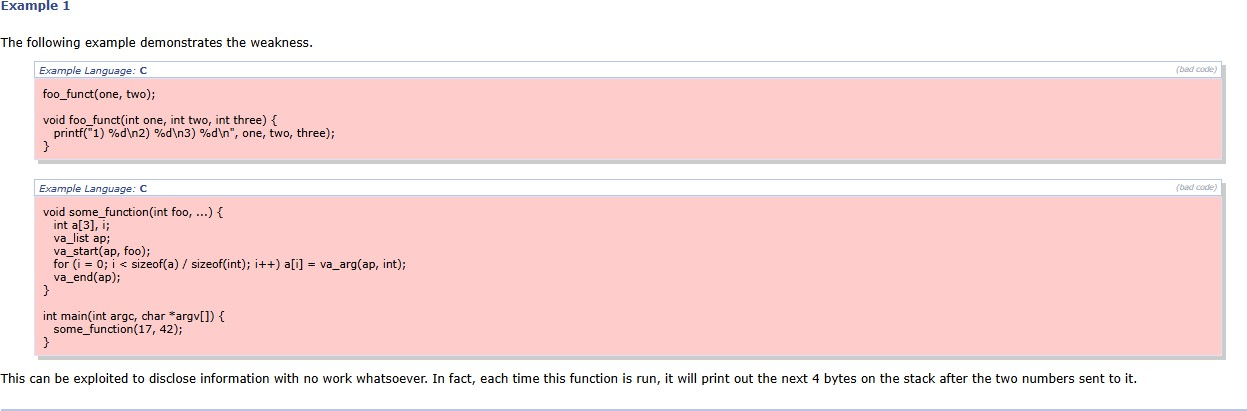 Example 1
The following example demonstrates the weakness.
Example Language: C (bad code)
foo_funct(one, two);
void foo_funct(int one, int two, int three) {
printf("1) %d\n2) %d\n3) %d\n", one, two, three);
}
Example Language: C (bad code)
void some_function(int foo, ...) {
int a[3], i;
va_list ap;
va_start(ap, foo);
for (i = 0; i < sizeof(a) / sizeof(int); i++) a[i] = va_arg(ap, int);
va_end(ap);
}
int main(int argc, char *argv[]) {
some_function(17, 42);
}
This can be exploited to disclose information with no work whatsoever. In fact, each time this function is run, it will print out the next 4 bytes on the stack after the two numbers sent to it.